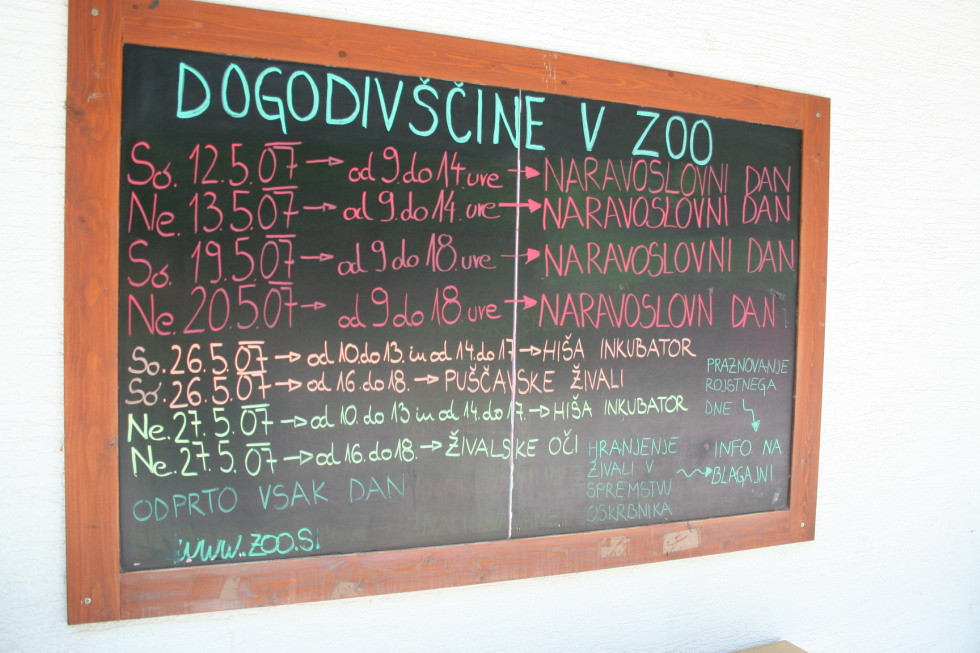 DOGODIVŠČINE V ZOO
So. 12.5.07 → od 9. do 14. ure → NARAVOSLOVNI DAN
Ne. 13.5.07 → od 9. do 14. ure → NARAVOSLOVNI DAN
So. 19.5.07 → od 9 do 18. ure → NARAVOSLOVNI DAN
Ne. 20.5.07 → od 9 do 18 ure → NARAVOSLOVNI DAN
So. 26.5.07 → od 10. do 13. in od 14. do 17 → HIŠA INKUBATOR
So. 26.5.07 → od 16. do 18. → PUŠČAVSKE ŽIVALI
Ne. 27.5.07 → od 10. do 13 in od 14. do 17. → HIŠA INKUBATOR
Ne. 27.5.07 → od 16. do 18. → ŽIVALSKE OČI
ODPRTO VSAK DAN
www.ZOO.SI
HRANJENJE
ŽIVALI V
SPREMSTVU
OSKRBNIKA
PRAZNOVANJE
ROJSTNEGA
DNE
INFO NA
BLAGAJNI